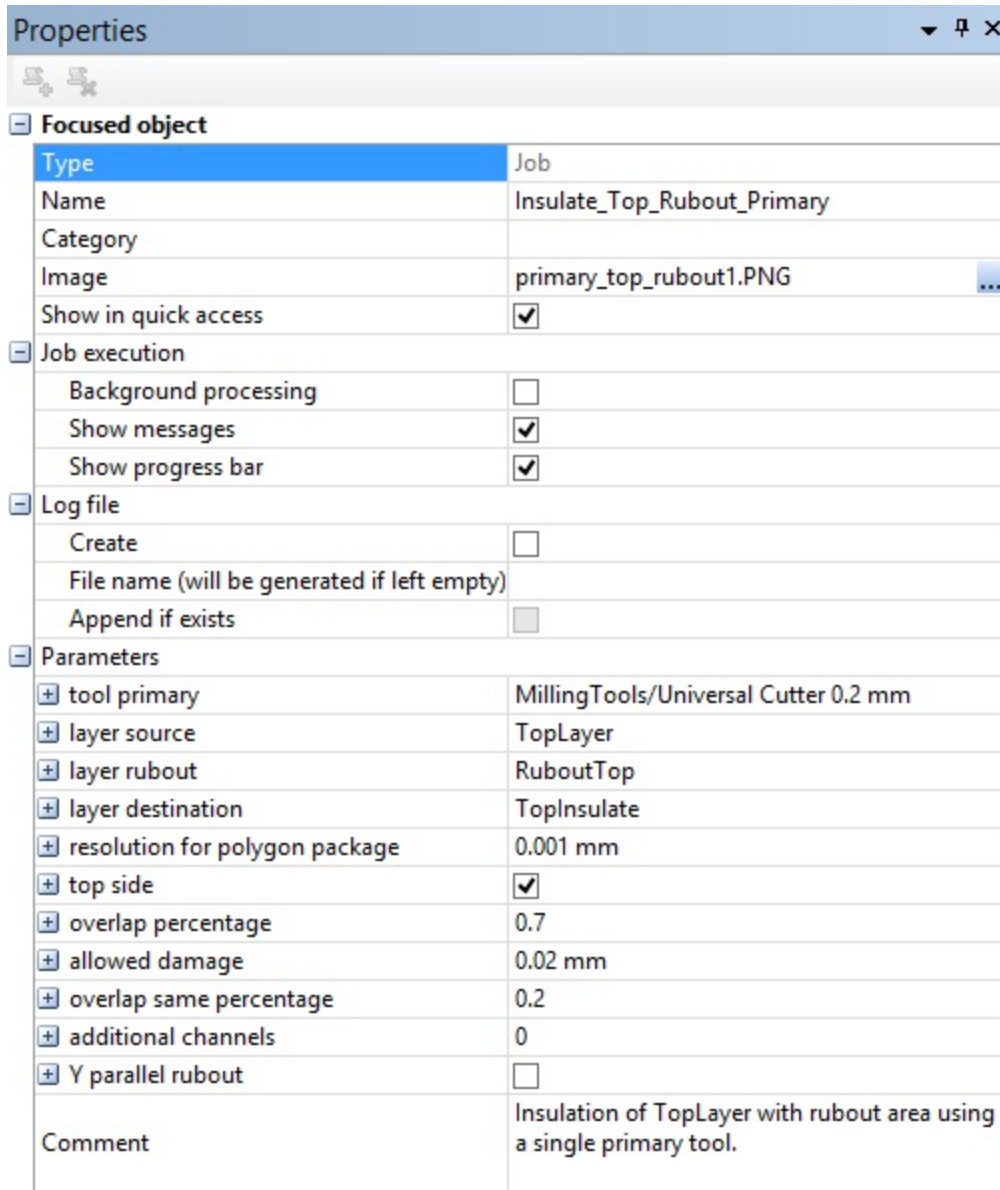 Properties
Focused object
Type Job
Name Insulate_Top_Rubout_Primary
Category
Image primary_top_rubout1.PNG ...
Show in quick access
Job execution
Background processing
Show messages
Show progress bar
Log file
Create
File name (will be generated if left empty)
Append if exists
Parameters
tool primary MillingTools/Universal Cutter 0.2 mm
layer source TopLayer
layer rubout RuboutTop
layer destination TopInsulate
resolution for polygon package 0.001 mm
top side
overlap percentage 0.7
allowed damage 0.02 mm
overlap same percentage 0.2
additional channels 0
Y parallel rubout
Comment Insulation of TopLayer with rubout area using
a single primary tool.